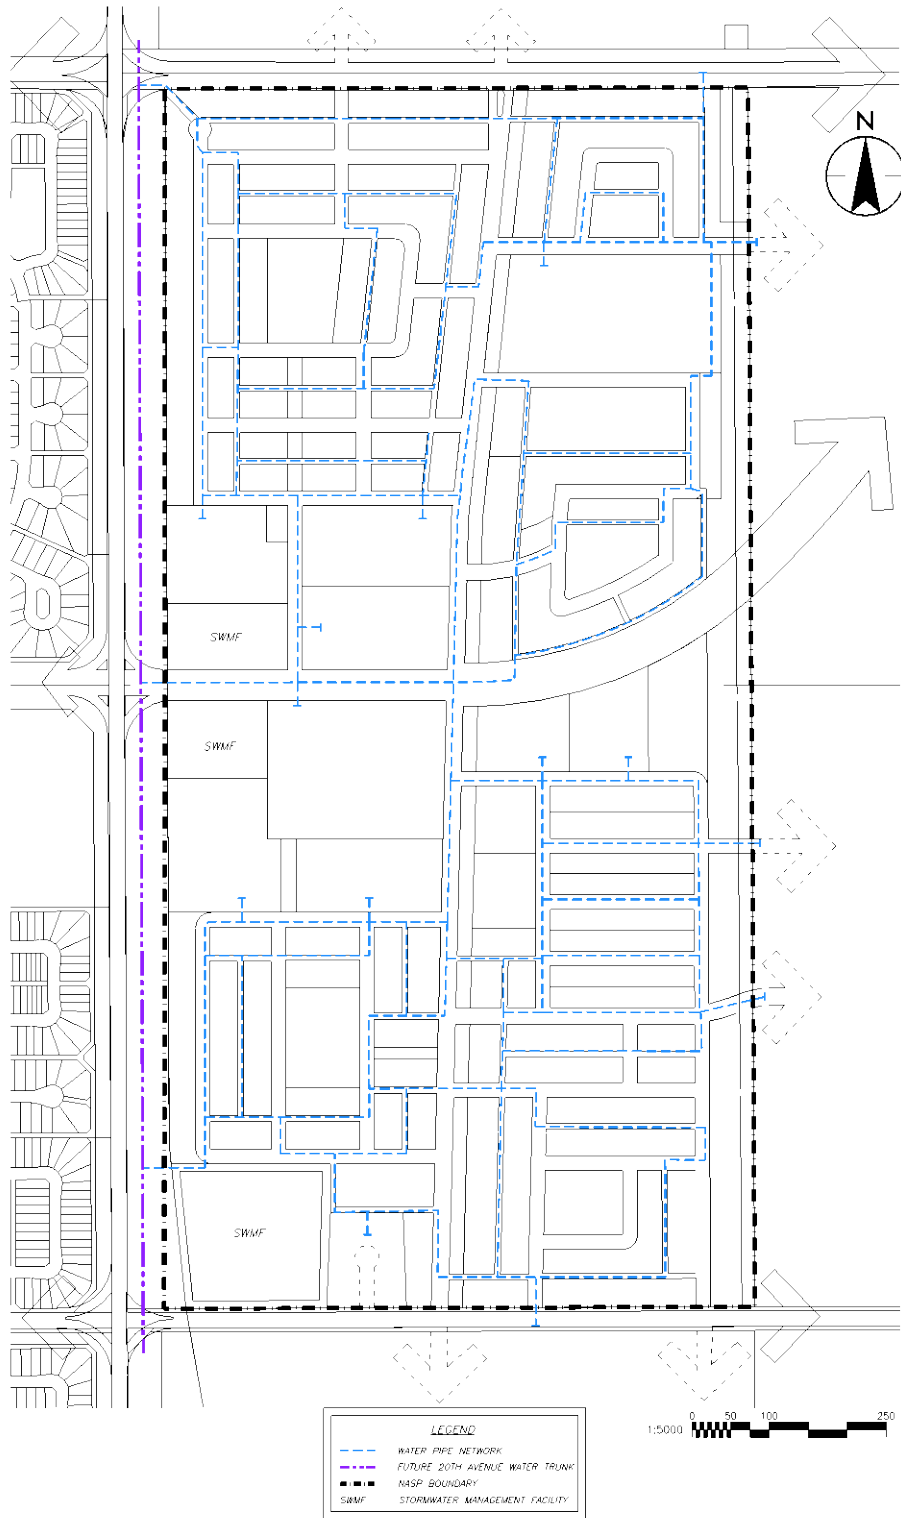 N
SWMF
SWMF
SWMF
0 50 100 250
1:5000
LEGEND
WATER PIPE NETWORK
FUTURE 20TH AVENUE WATER TRUNK
NASP BOUNDARY
SWMF STORMWATER MANAGEMENT FACILITY